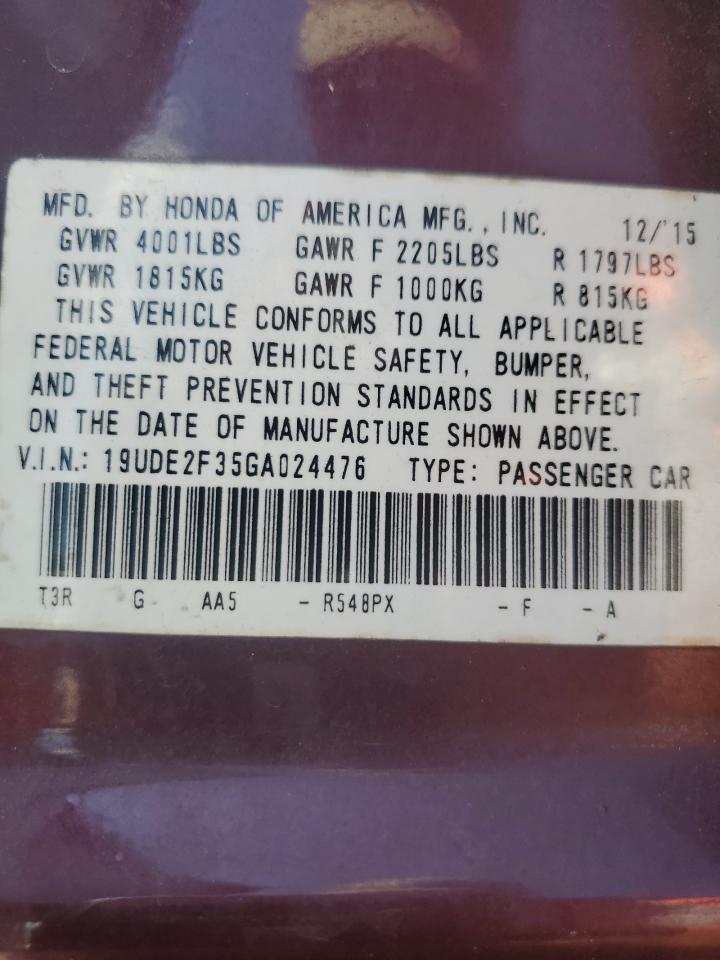 MFD. BY HONDA OF AMERICA MFG., INC. 12/'15
GVWR 4001LBS GAWR F 2205LBS R 1797LBS
GVWR 1815KG GAWR F 1000KG R 815KG
THIS VEHICLE CONFORMS TO ALL APPLICABLE
FEDERAL MOTOR VEHICLE SAFETY, BUMPER,
AND THEFT PREVENTION STANDARDS IN EFFECT
ON THE DATE OF MANUFACTURE SHOWN ABOVE.
V.I.N.: 19UDE2F35GA024476 TYPE: PASSENGER CAR
T3R G AA5 - R548PX - F - A